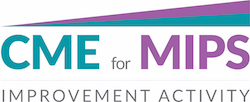 CME for MIPS
IMPROVEMENT ACTIVITY